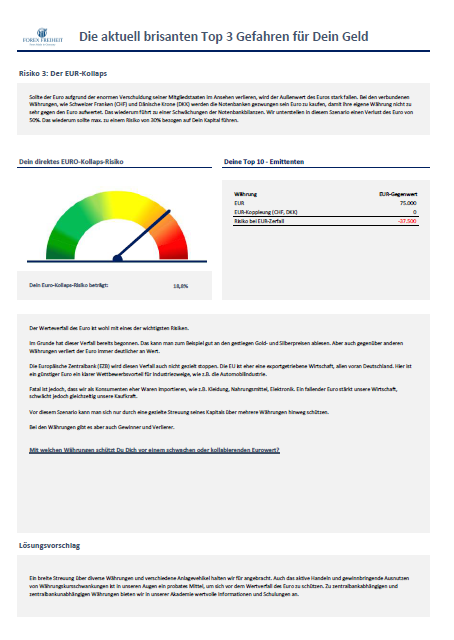 FOREX FREIHEIT
Die aktuell brisanten Top 3 Gefahren für Dein Geld
Risiko 3: Der EUR-Kollaps
Sollte der Euro aufgrund der enormen Verschuldung seiner Mitgliedstaaten im Ansehen verlieren, wird der Außenwert des Euros stark fallen. Bei den verbundenen
Währungen, wie Schweizer Franken (CHF) und Dänische Krone (DKK) werden die Notenbanken gezwungen sein Euro zu kaufen, damit ihre eigene Währung nicht zu
sehr gegen den Euro aufwertet. Das wiederum führt zu einer Schwächung der Notenbankbilanzen. Wir unterstellen in diesem Szenario einen Verlust des Euro von
50%. Das wiederum sollte max. zu einem Risiko von 30% bezogen auf Dein Kapital führen.
Dein direktes EURO-Kollaps-Risiko
Dein Euro-Kollaps-Risiko beträgt: 18,8%
Deine Top 10 - Emittenten
Währung EUR-Gegenwert
EUR 75.000
EUR-Kopplung (CHF, DKK) 0
Risiko bei EUR-Zerfall -37.500
Der Werteverfall des Euro ist wohl mit eines der wichtigsten Risiken.
Im Grunde hat dieser Verfall bereits begonnen. Das kann man zum Beispiel gut an den gestiegen Gold- und Silberpreisen ablesen. Aber auch gegenüber anderen
Währungen verliert der Euro immer deutlicher an Wert.
Die Europäische Zentralbank (EZB) wird diesen Verfall auch nicht gezielt stoppen. Die EU ist eher eine exportgetriebene Wirtschaft, allen voran Deutschland. Hier ist
ein günstiger Euro ein klarer Wettbewerbsvorteil für Industriezweige, wie z.B. die Automobilindustrie.
Fatal ist jedoch, dass wir als Konsumenten eher Waren importieren, wie z.B. Kleidung, Nahrungsmittel, Elektronik. Ein fallender Euro stärkt unsere Wirtschaft,
schwächt jedoch gleichzeitig unsere Kaufkraft.
Vor diesem Szenario kann man sich nur durch eine gezielte Streuung seines Kapitals über mehrere Währungen hinweg schützen.
Bei den Währungen gibt es aber auch Gewinner und Verlierer.
Mit welchen Währungen schützt Du Dich vor einem schwachen oder kollabierenden Eurowert?
Lösungsvorschlag
Ein breite Streuung über diverse Währungen und verschiedene Anlagevehikel halten wir für angebracht. Auch das aktive Handeln und gewinnbringende Ausnutzen
von Währungskursschwankungen ist in unseren Augen ein probates Mittel, um sich vor dem Wertverfall des Euro zu schützen. Zu zentralbankabhängigen und
zentralbankunabhängigen Währungen bieten wir in unserer Akademie wertvolle Informationen und Schulungen an.